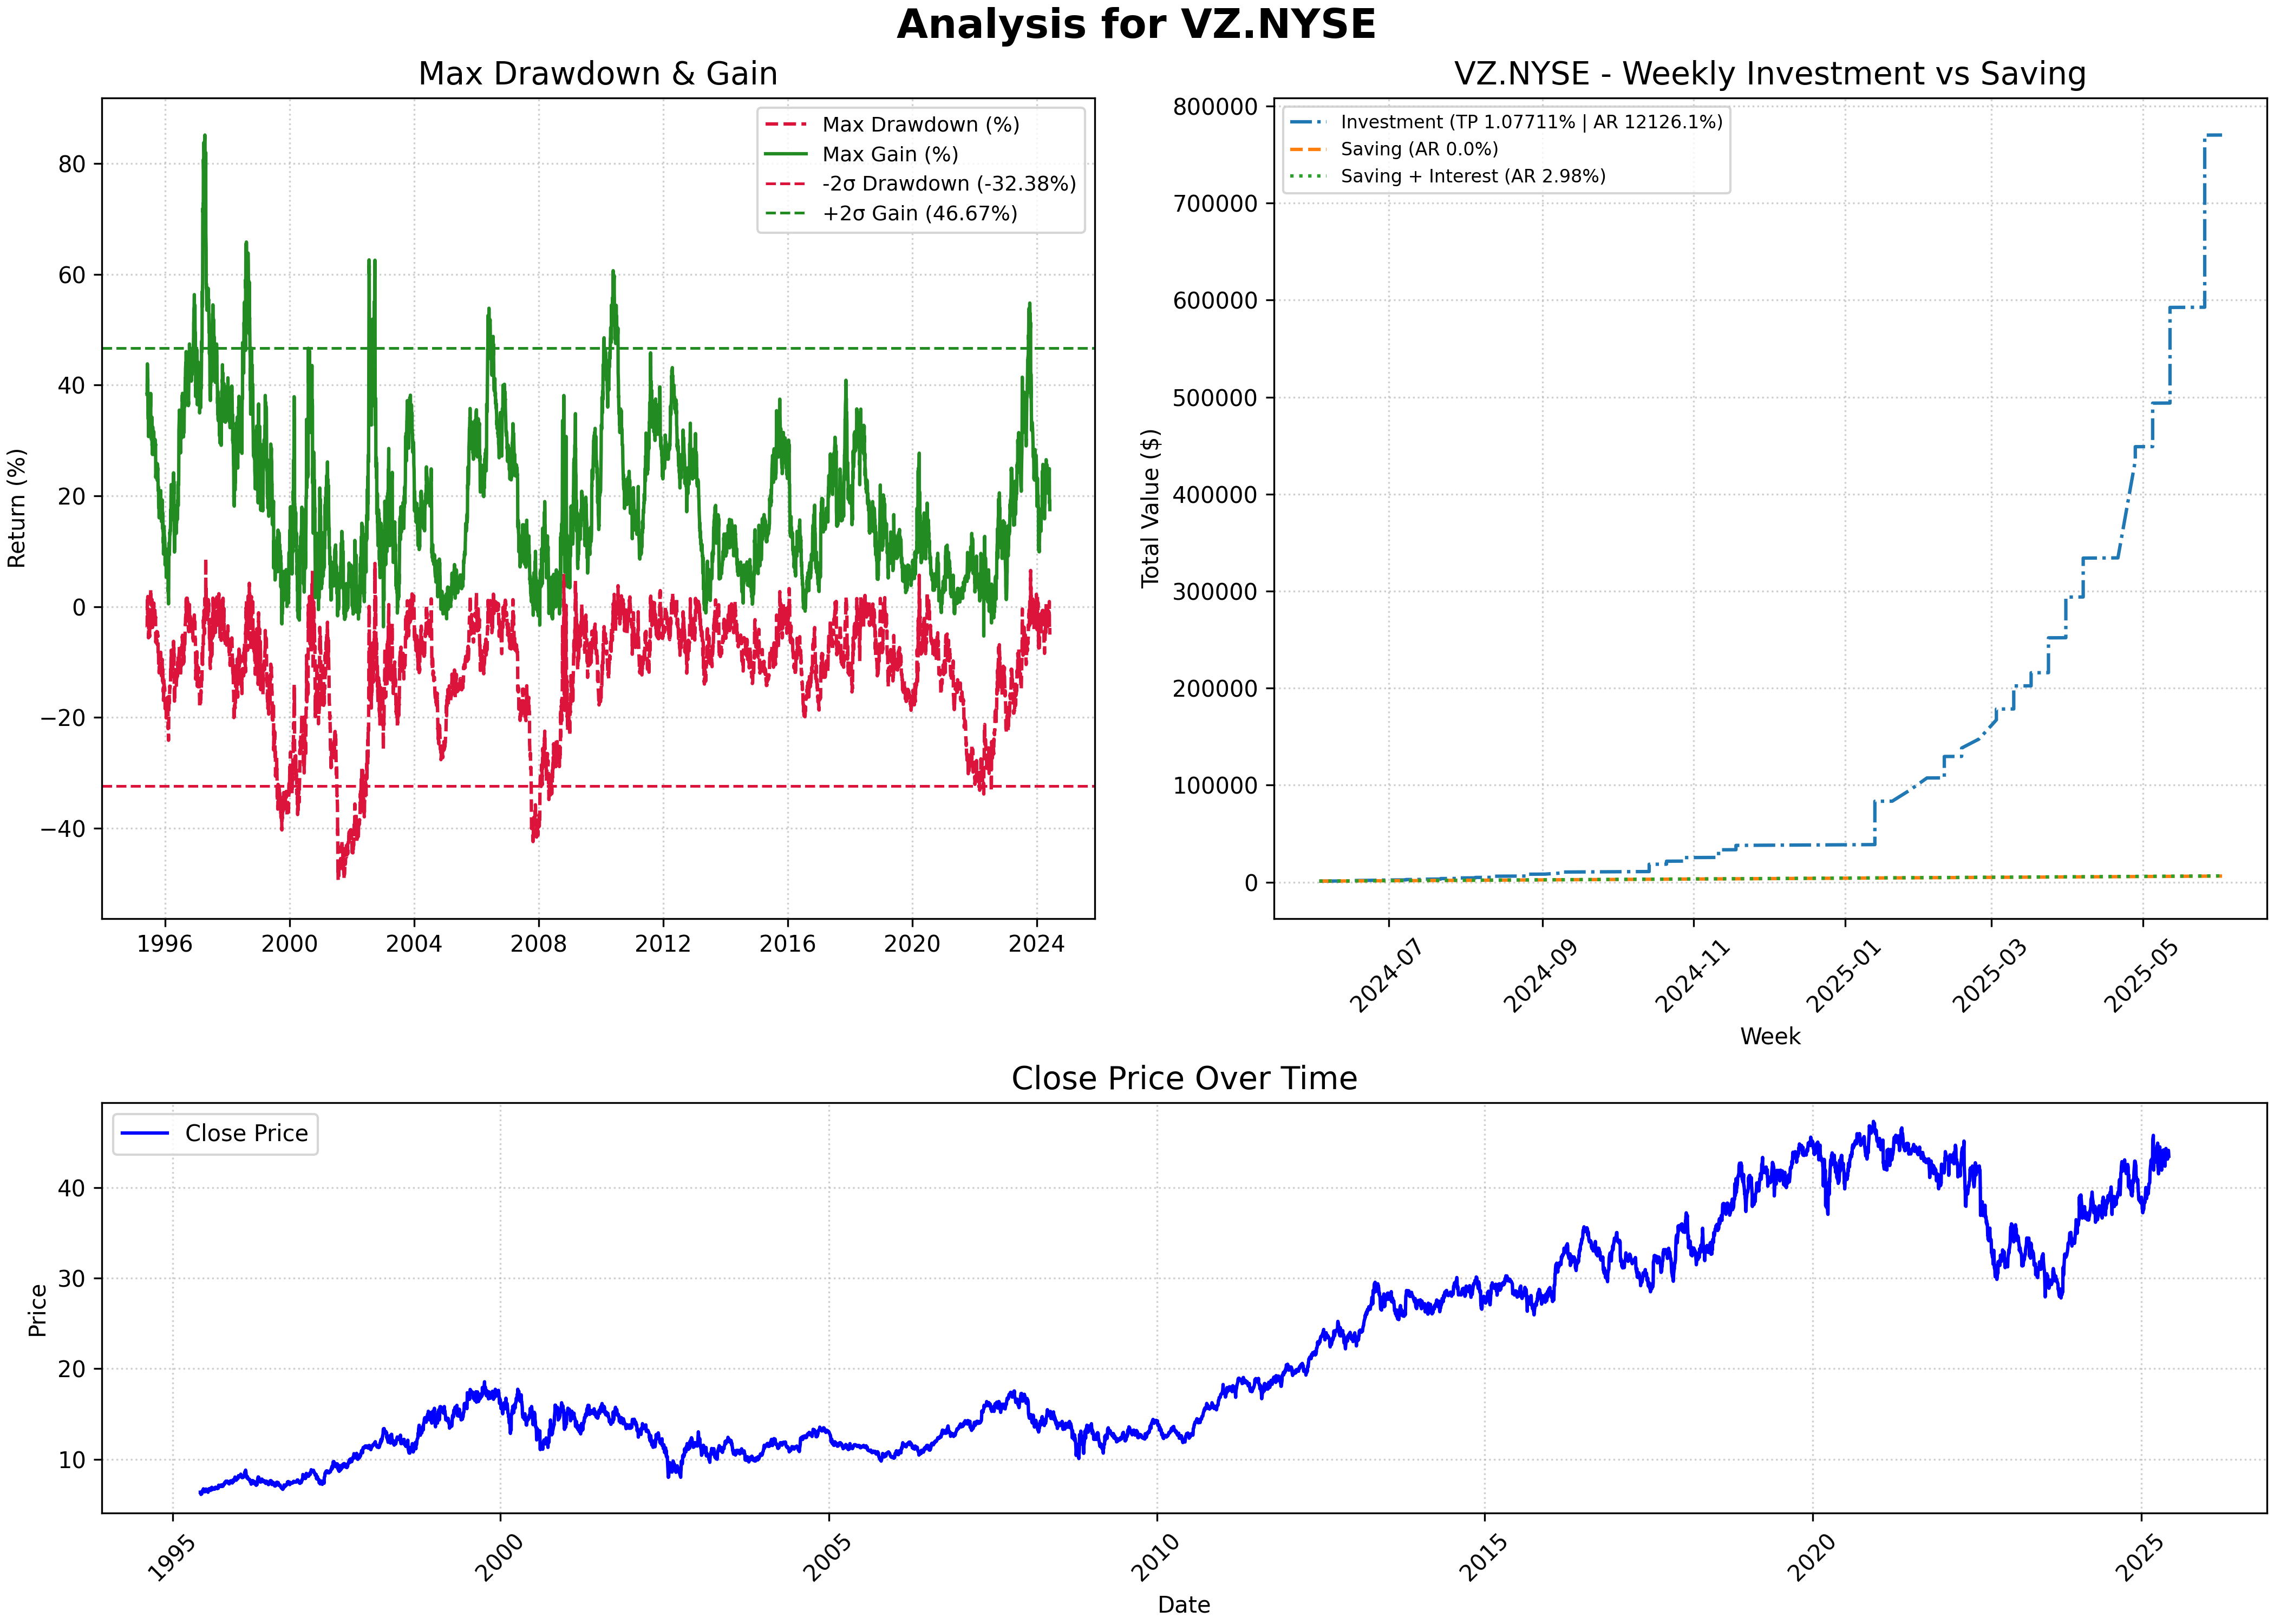 Analysis for VZ.NYSE
Max Drawdown & Gain
Return (%)
80
60
40
20
0
−20
−40
Max Drawdown (%)
Max Gain (%)
-2σ Drawdown (-32.38%)
+2σ Gain (46.67%)
1996 2000 2004 2008 2012 2016 2020 2024
VZ.NYSE - Weekly Investment vs Saving
Total Value ($)
800000
700000
600000
500000
400000
300000
200000
100000
0
Investment (TP 1.07711% | AR 12126.1%)
Saving (AR 0.0%)
Saving + Interest (AR 2.98%)
2024-07 2024-09 2024-11 2025-01 2025-03 2025-05
Week
Close Price Over Time
Price
40
30
20
10
Close Price
1995 2000 2005 2010 2015 2020 2025
Date